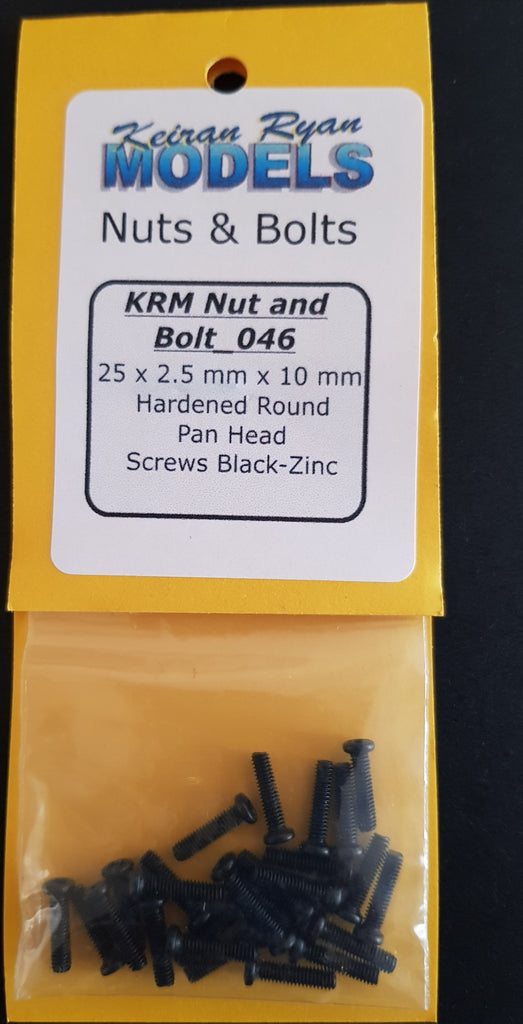 Keiran Ryan
MODELS
Nuts & Bolts
KRM Nut and
Bolt_046
25 x 2.5 mm x 10 mm
Hardened Round
Pan Head
Screws Black-Zinc